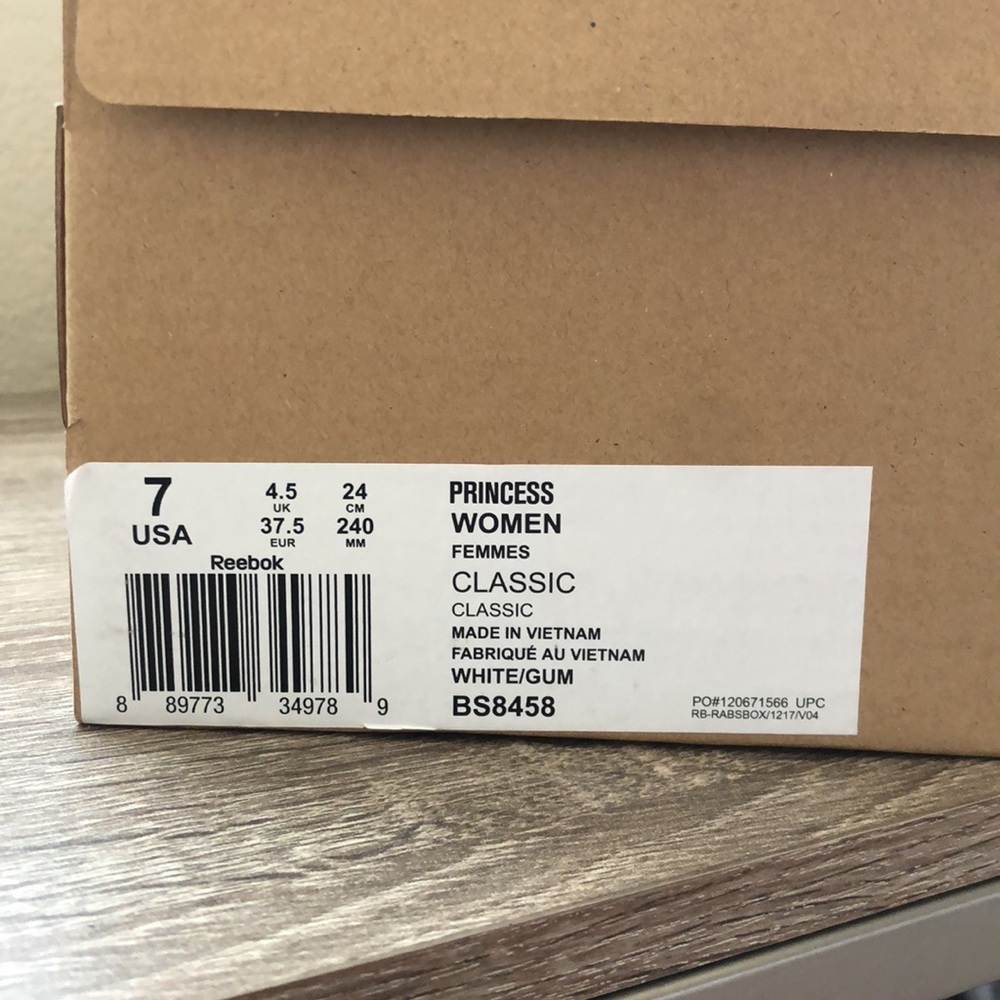 7
USA
4.5
UK
37.5
EUR
24
CM
240
MM
Reebok
8 89773 34978 9
PRINCESS
WOMEN
FEMMES
CLASSIC
CLASSIC
MADE IN VIETNAM
FABRIQUÉ AU VIETNAM
WHITE/GUM
BS8458
PO#120671566 UPC
RB-RABSBOX/1217/V04